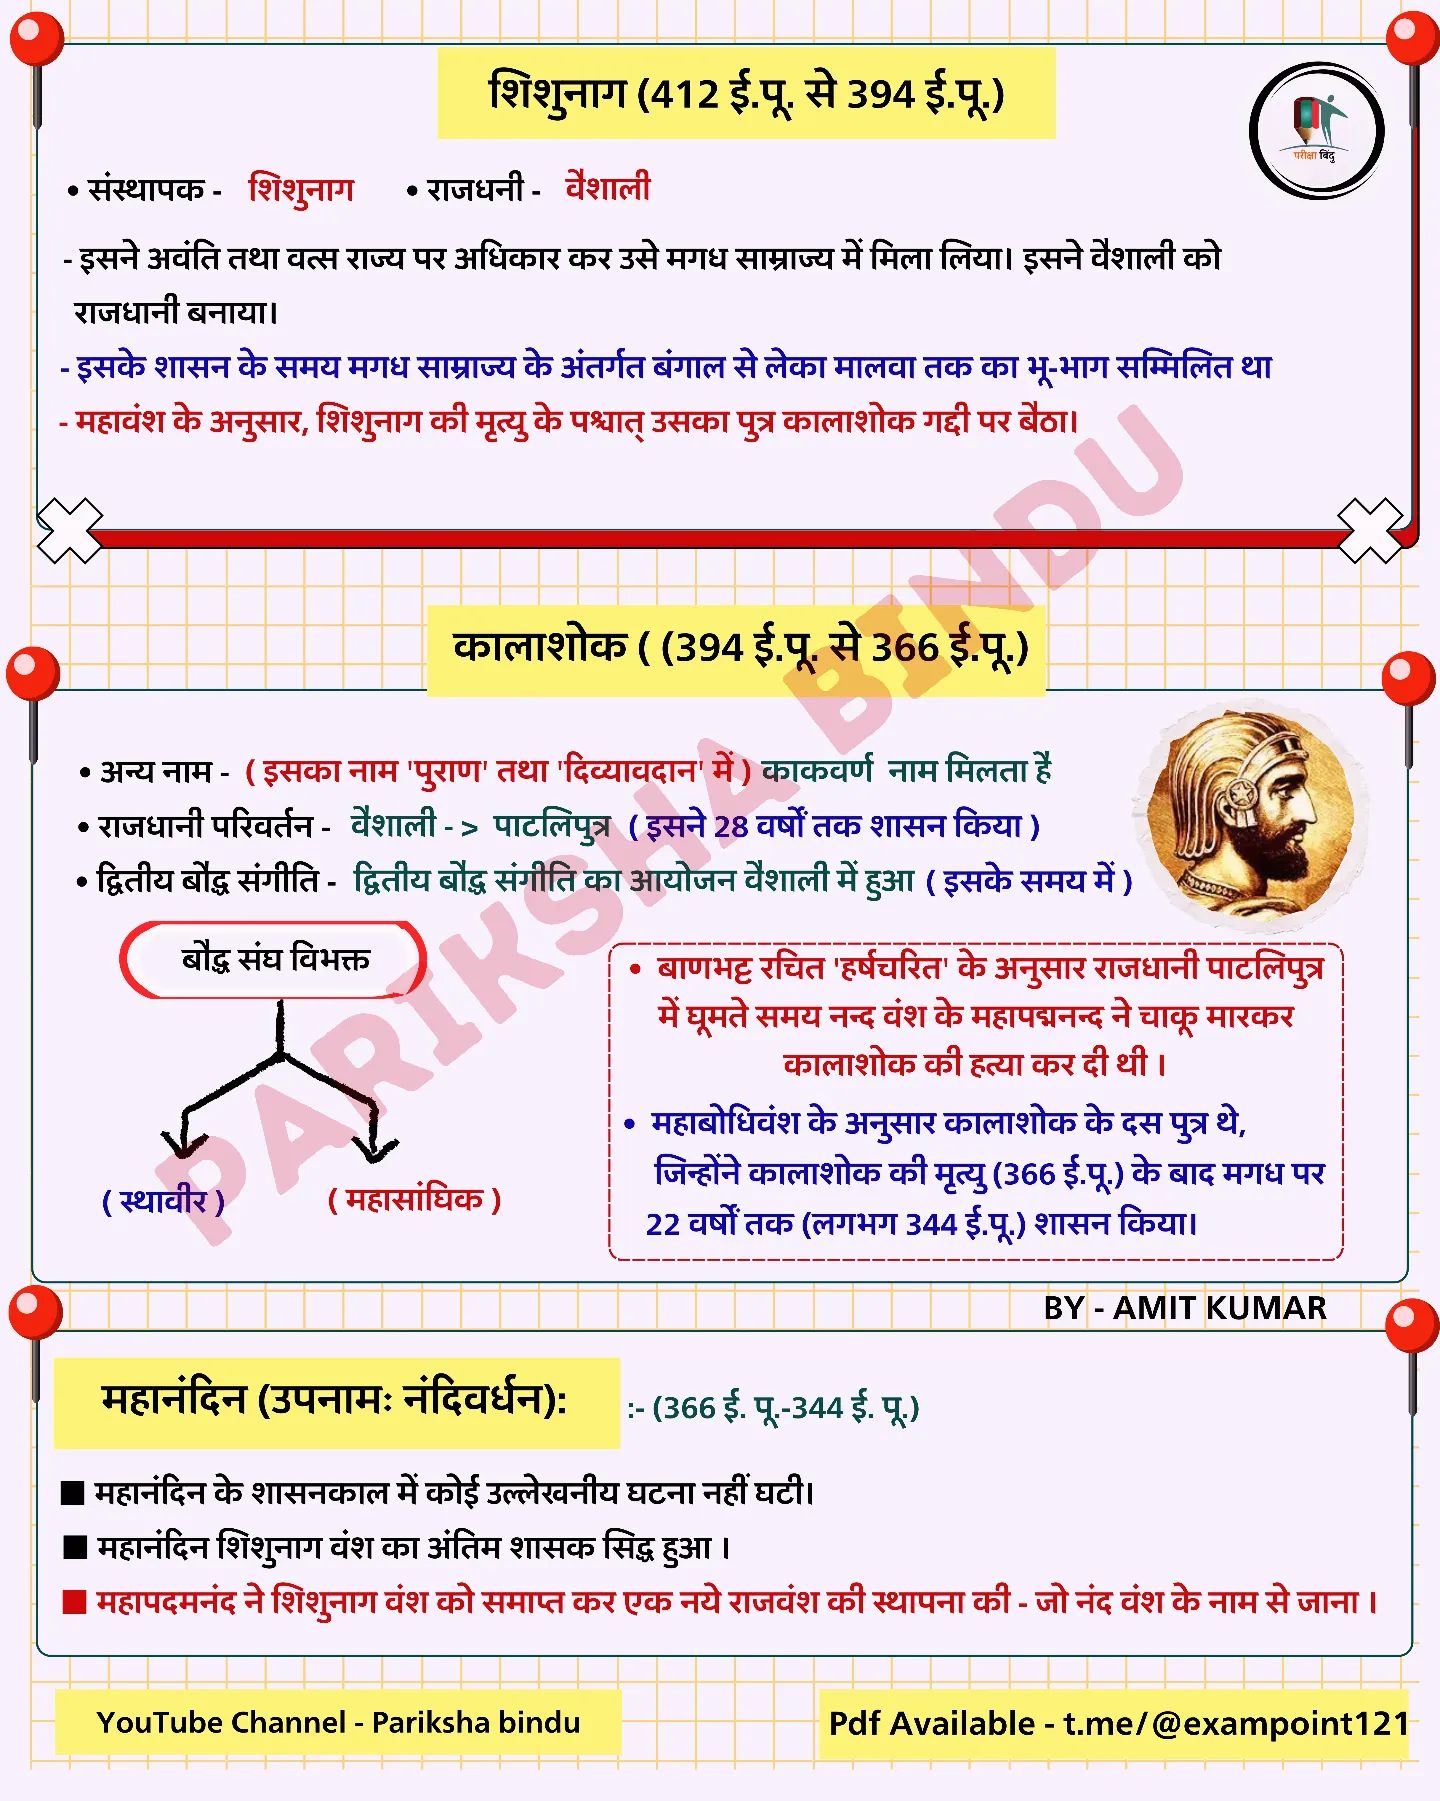 शिशुनाग (412 ई.पू. से 394 ई.पू.)
परीक्षा बिंदु
• संस्थापक - शिशुनाग • राजधनी - वैशाली
- इसने अवंति तथा वत्स राज्य पर अधिकार कर उसे मगध साम्राज्य में मिला लिया। इसने वैशाली को
राजधानी बनाया।
- इसके शासन के समय मगध साम्राज्य के अंतर्गत बंगाल से लेका मालवा तक का भू-भाग सम्मिलित था
- महावंश के अनुसार, शिशुनाग की मृत्यु के पश्चात् उसका पुत्र कालाशोक गद्दी पर बैठा।
कालाशोक ( (394 ई.पू. से 366 ई.पू.)
• अन्य नाम - ( इसका नाम 'पुराण' तथा 'दिव्यावदान' में ) काकवर्ण नाम मिलता है
• राजधानी परिवर्तन - वैशाली - > पाटलिपुत्र ( इसने 28 वर्षों तक शासन किया )
• द्वितीय बौद्ध संगीति - द्वितीय बौद्ध संगीति का आयोजन वैशाली में हुआ ( इसके समय में )
बौद्ध संघ विभक्त
( स्थावीर ) ( महासांघिक )
• बाणभट्ट रचित 'हर्षचरित' के अनुसार राजधानी पाटलिपुत्र
में घूमते समय नन्द वंश के महापद्मनन्द ने चाकू मारकर
कालाशोक की हत्या कर दी थी ।
• महाबोधिवंश के अनुसार कालाशोक के दस पुत्र थे,
जिन्होंने कालाशोक की मृत्यु (366 ई.पू.) के बाद मगध पर
22 वर्षों तक (लगभग 344 ई.पू.) शासन किया।
PARIKSHA BINDU
BY - AMIT KUMAR
महानंदिन (उपनामः नंदिवर्धन): :- (366 ई. पू.-344 ई. पू.)
■ महानंदिन के शासनकाल में कोई उल्लेखनीय घटना नहीं घटी।
■ महानंदिन शिशुनाग वंश का अंतिम शासक सिद्ध हुआ ।
■ महापदमनंद ने शिशुनाग वंश को समाप्त कर एक नये राजवंश की स्थापना की - जो नंद वंश के नाम से जाना ।
YouTube Channel - Pariksha bindu
Pdf Available - t.me/@exampoint121